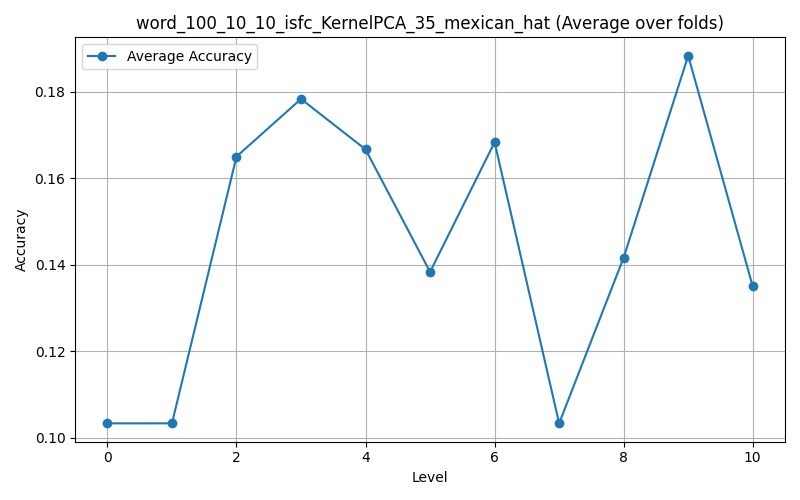 word_100_10_10_isfc_KernelPCA_35_mexican_hat (Average over folds)
Average Accuracy
0.18
0.16
0.14
0.12
0.10
Accuracy
0 2 4 6 8 10
Level